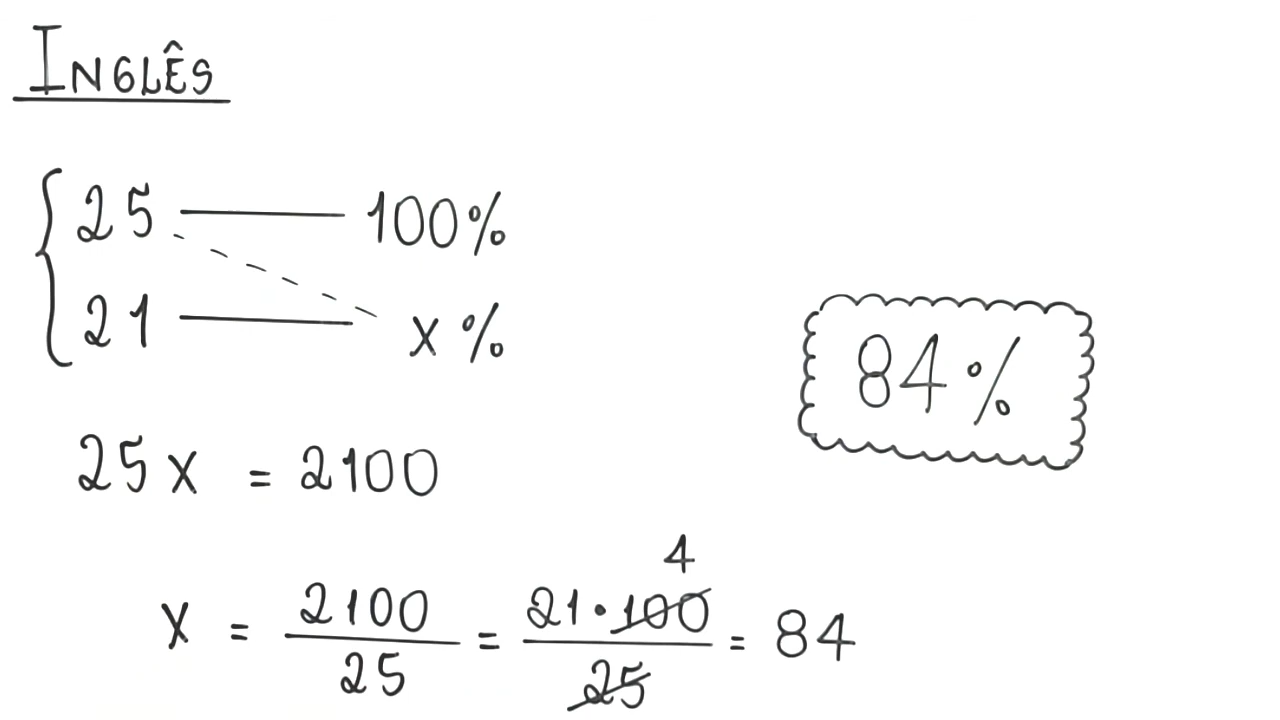 INGLÊS
25 — 100%
21 — x%
84%
25x = 2100
x = 2100/25 = 21·100/25 = 84
4